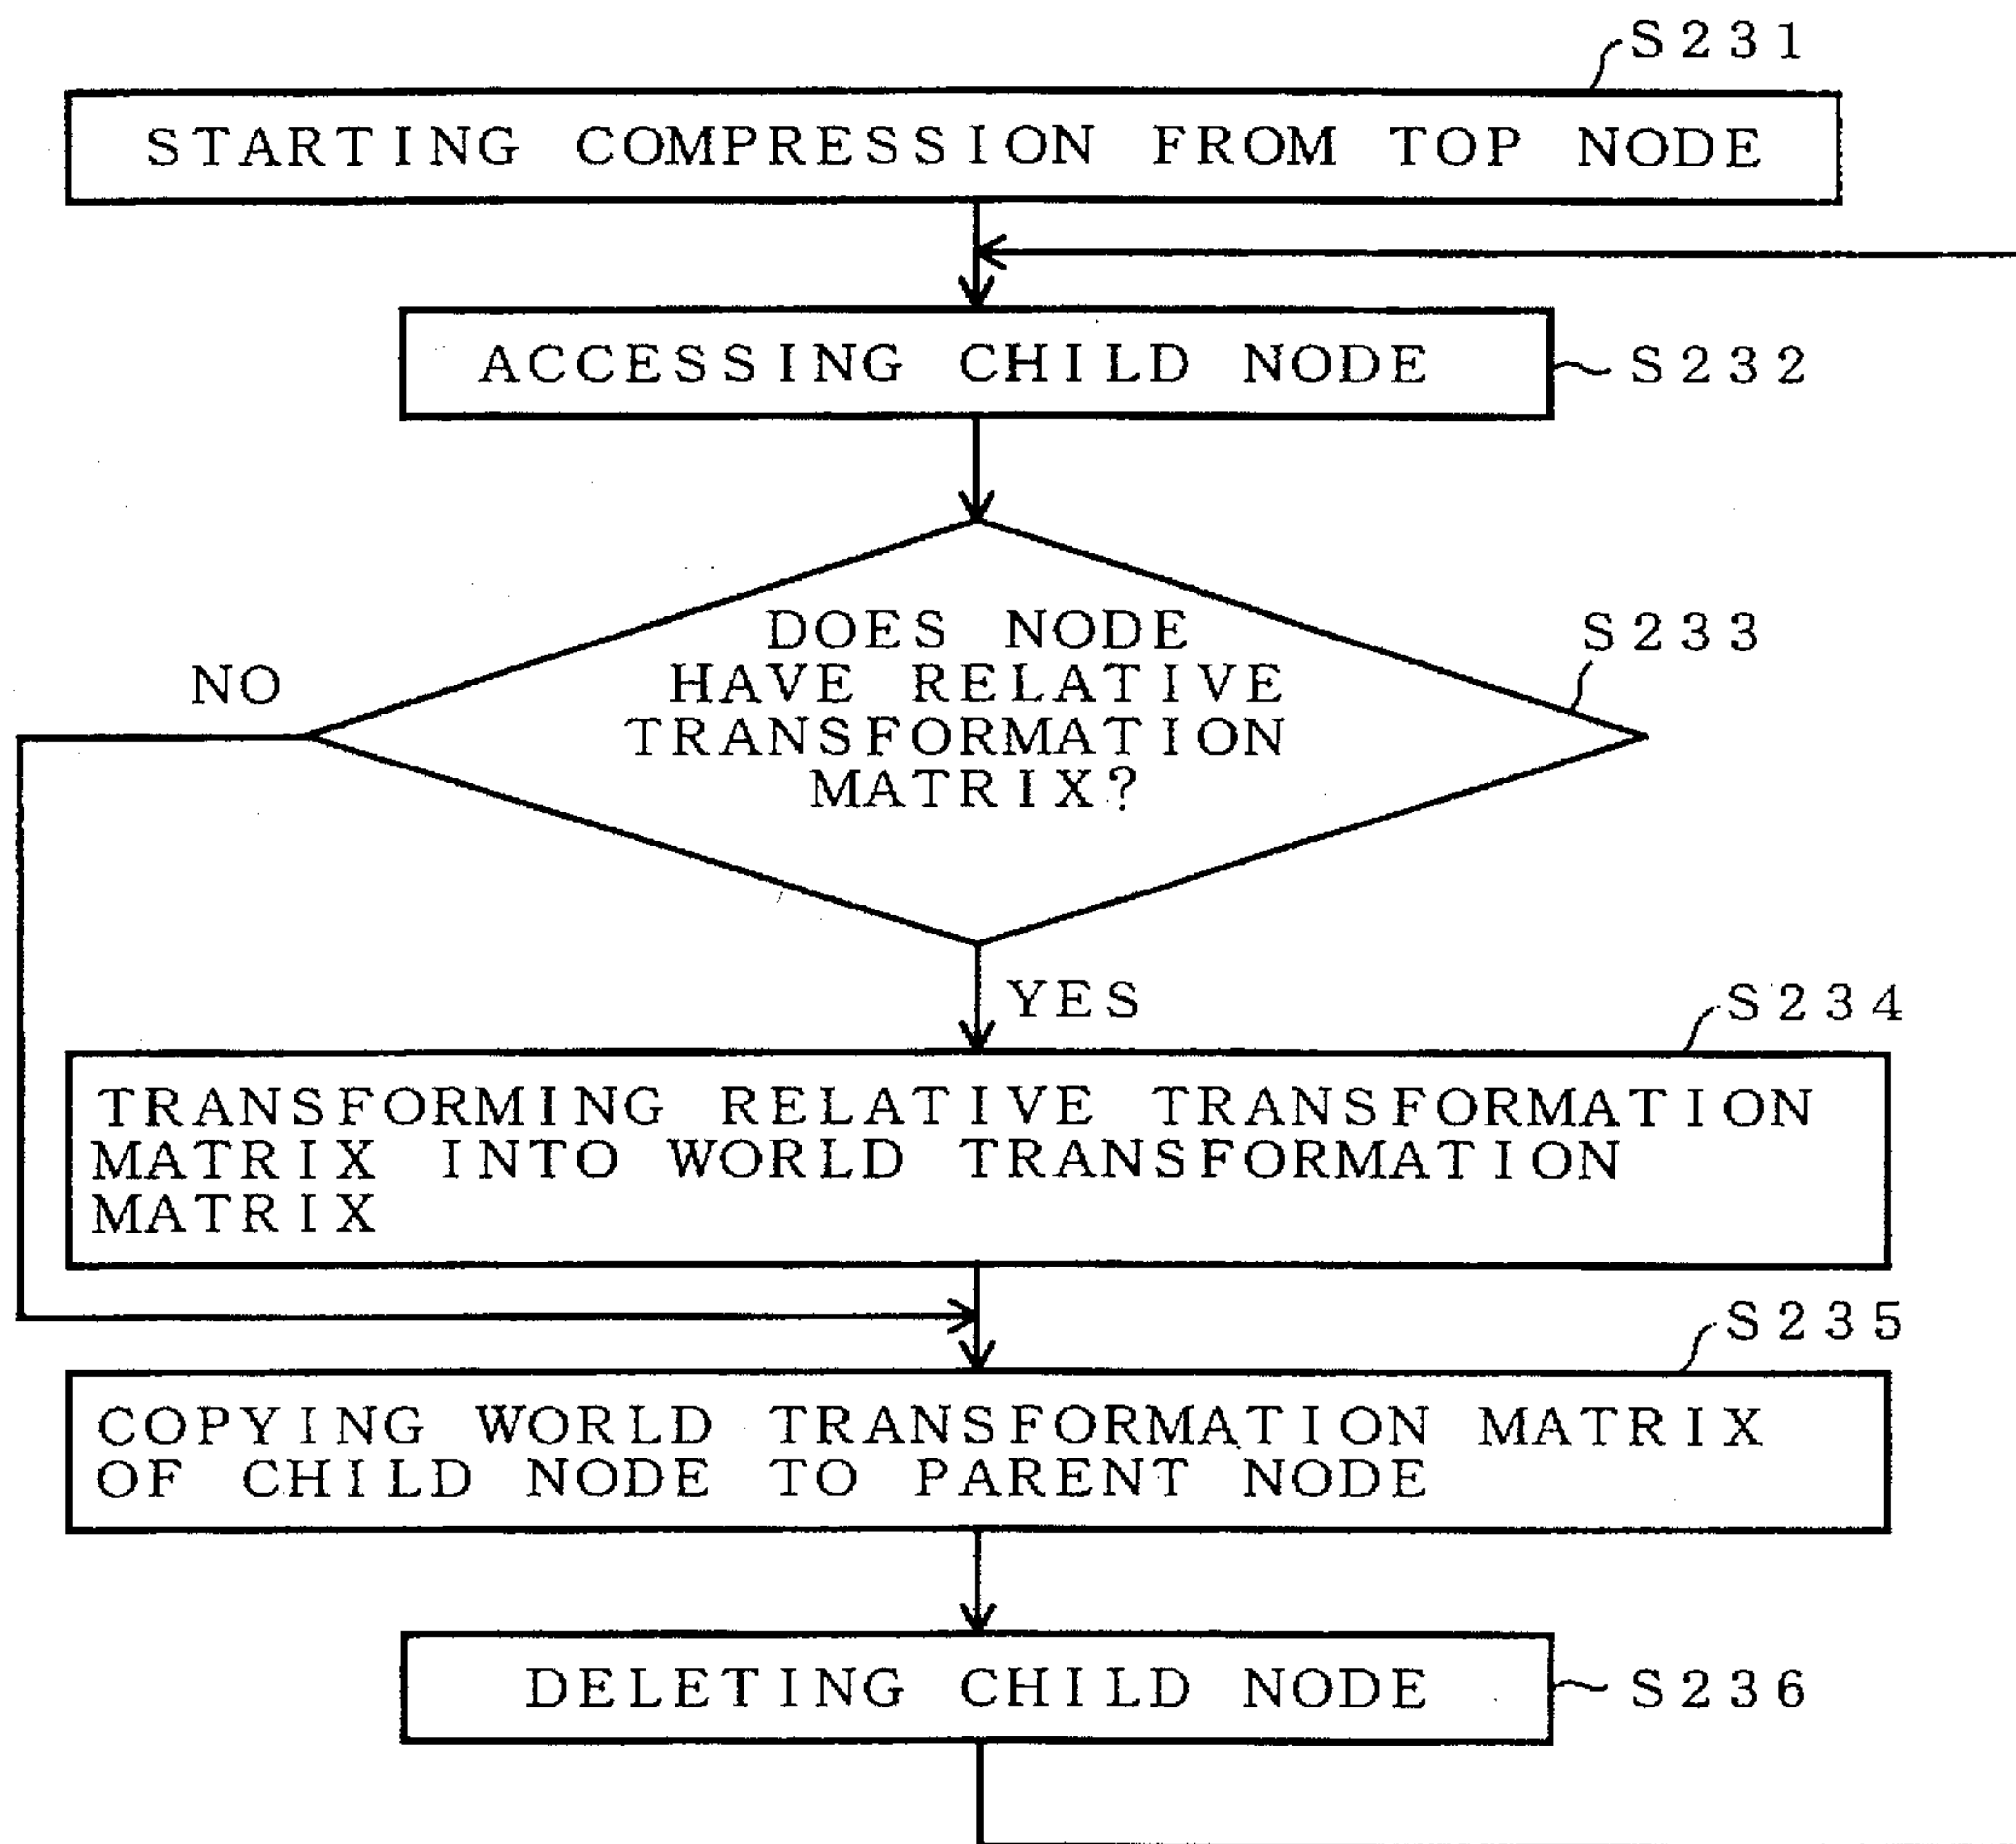 S231
STARTING COMPRESSION FROM TOP NODE
ACCESSING CHILD NODE
S232
DOES NODE
HAVE RELATIVE
TRANSFORMATION
MATRIX?
S233
NO
YES
S234
TRANSFORMING RELATIVE TRANSFORMATION
MATRIX INTO WORLD TRANSFORMATION
MATRIX
S235
COPYING WORLD TRANSFORMATION MATRIX
OF CHILD NODE TO PARENT NODE
DELETING CHILD NODE
S236